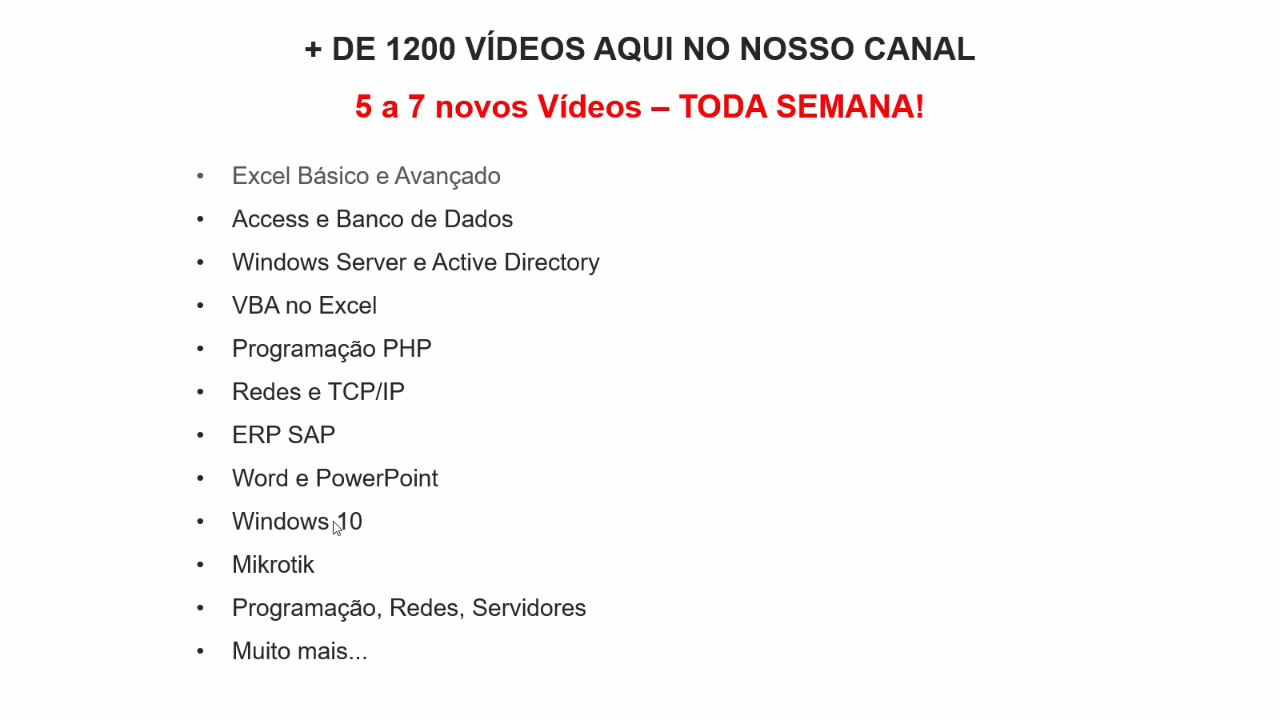 + DE 1200 VÍDEOS AQUI NO NOSSO CANAL
5 a 7 novos Vídeos – TODA SEMANA!
• Excel Básico e Avançado
• Access e Banco de Dados
• Windows Server e Active Directory
• VBA no Excel
• Programação PHP
• Redes e TCP/IP
• ERP SAP
• Word e PowerPoint
• Windows 10
• Mikrotik
• Programação, Redes, Servidores
• Muito mais...